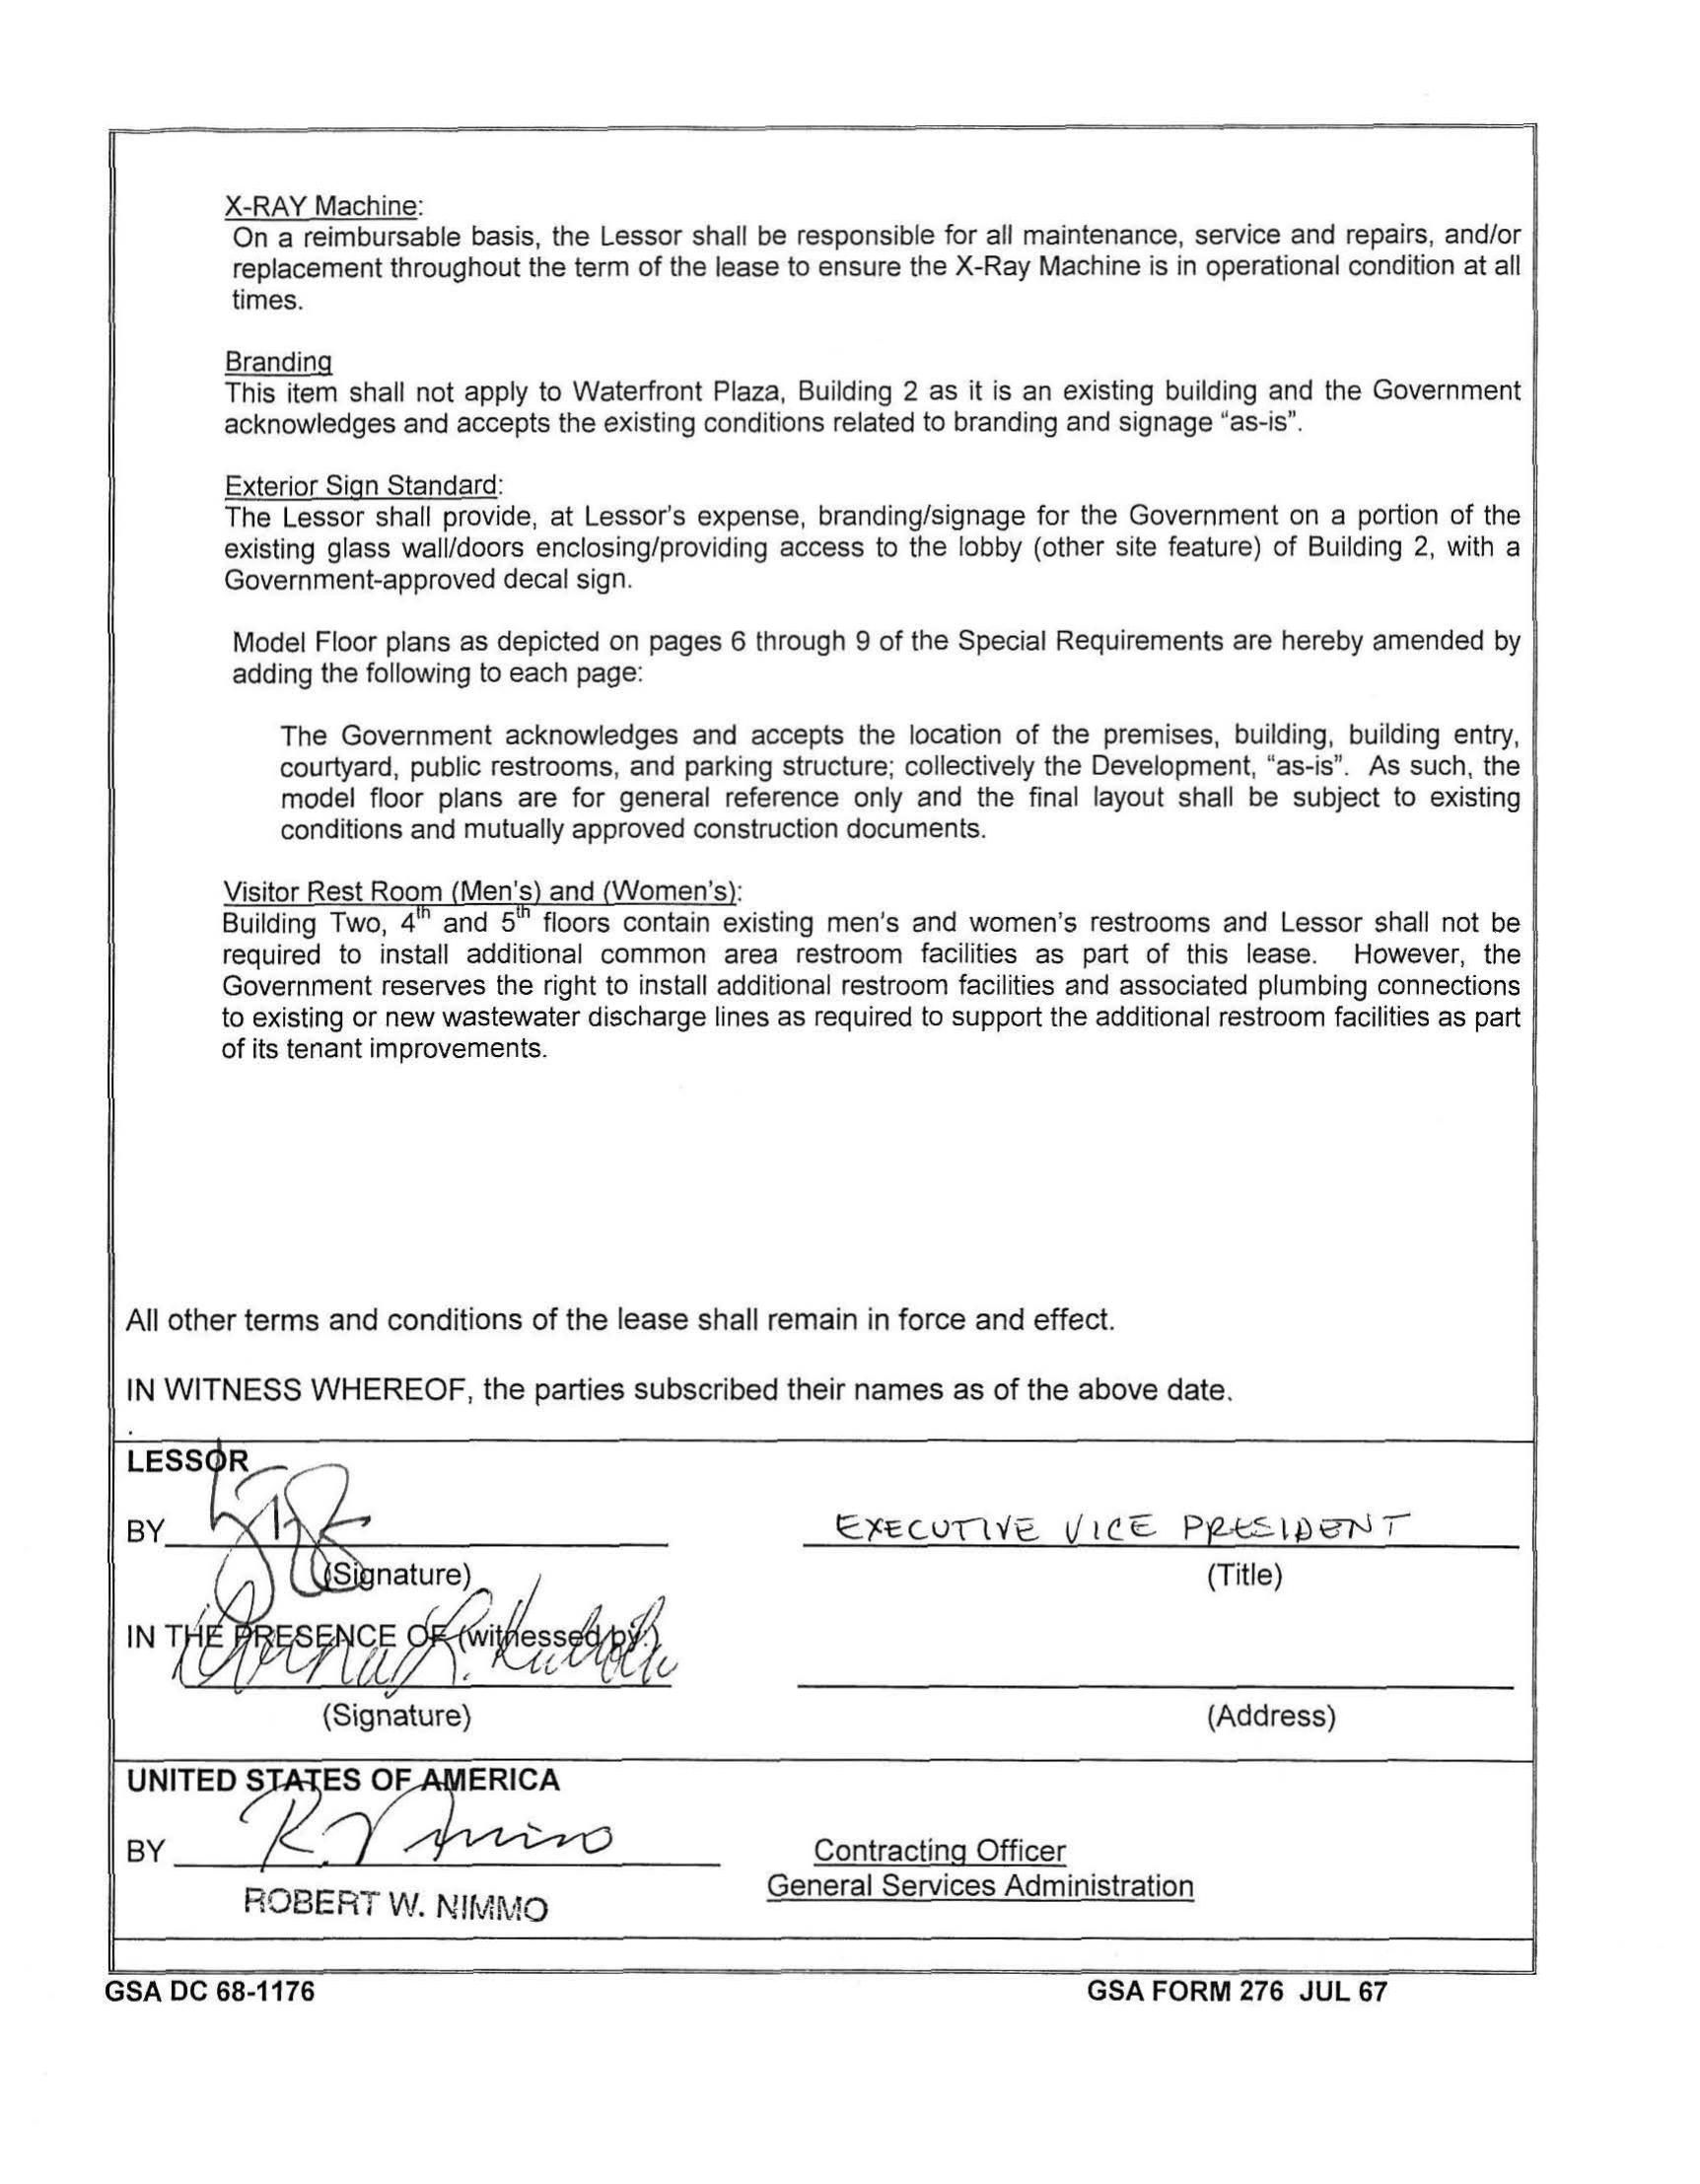 X-RAY Machine:
On a reimbursable basis, the Lessor shall be responsible for all maintenance, service and repairs, and/or
replacement throughout the term of the lease to ensure the X-Ray Machine is in operational condition at all
times.
Branding
This item shall not apply to Waterfront Plaza, Building 2 as it is an existing building and the Government
acknowledges and accepts the existing conditions related to branding and signage “as-is”.
Exterior Sign Standard:
The Lessor shall provide, at Lessor's expense, branding/signage for the Government on a portion of the
existing glass wall/doors enclosing/providing access to the lobby (other site feature) of Building 2, with a
Government-approved decal sign.
Model Floor plans as depicted on pages 6 through 9 of the Special Requirements are hereby amended by
adding the following to each page:
The Government acknowledges and accepts the location of the premises, building, building entry,
courtyard, public restrooms, and parking structure; collectively the Development, “as-is”. As such, the
model floor plans are for general reference only and the final layout shall be subject to existing
conditions and mutually approved construction documents.
Visitor Rest Room (Men's) and (Women's):
Building Two, 4th and 5th floors contain existing men's and women's restrooms and Lessor shall not be
required to install additional common area restroom facilities as part of this lease. However, the
Government reserves the right to install additional restroom facilities and associated plumbing connections
to existing or new wastewater discharge lines as required to support the additional restroom facilities as part
of its tenant improvements.
All other terms and conditions of the lease shall remain in force and effect.
IN WITNESS WHEREOF, the parties subscribed their names as of the above date.
LESSOR
BY
EXECUTIVE VICE PRESIDENT
(Signature)
(Title)
IN THE PRESENCE OF (witnessed by:)
(Signature)
(Address)
UNITED STATES OF AMERICA
BY
Contracting Officer
General Services Administration
ROBERT W. NIMMO
GSA DC 68-1176
GSA FORM 276 JUL 67